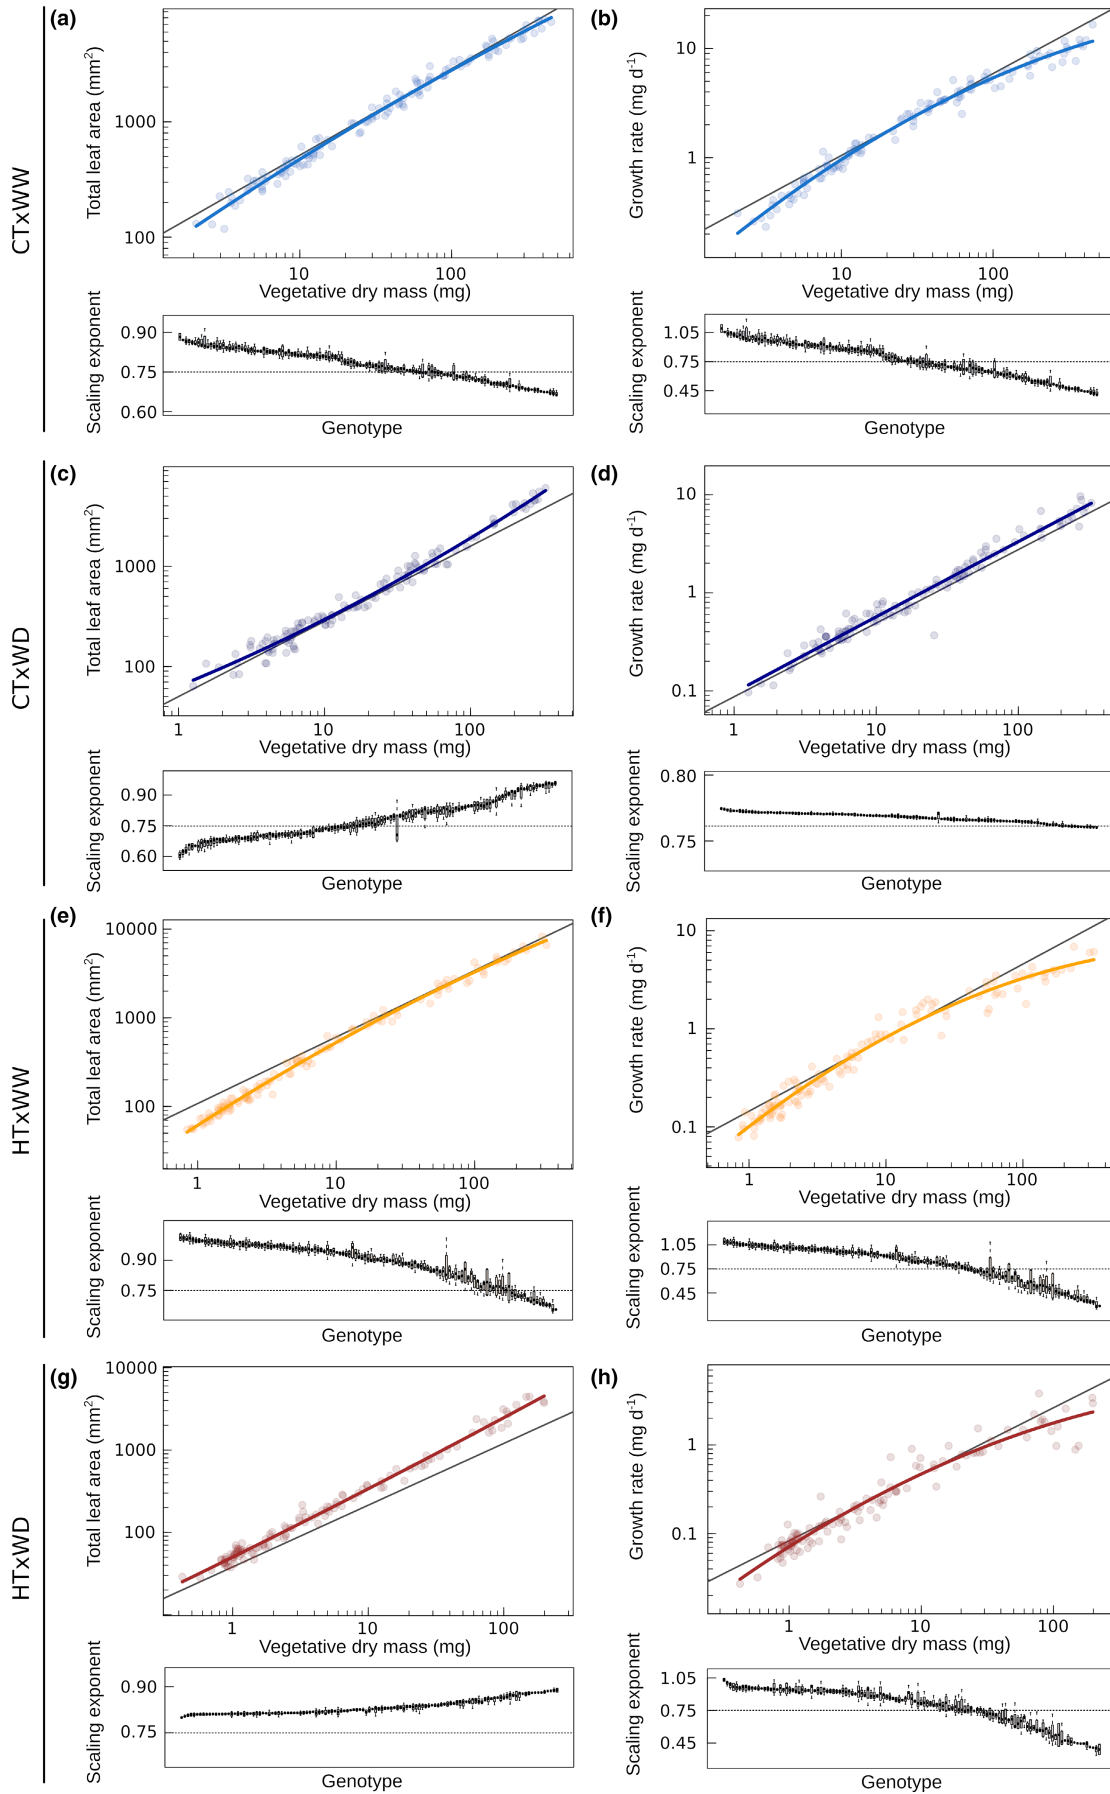 CTxWW
(a)
Total leaf area (mm²)
1000
100
10
100
Vegetative dry mass (mg)
Scaling exponent
0.90
0.75
0.60
Genotype
(b)
Growth rate (mg d⁻¹)
10
1
10
100
Vegetative dry mass (mg)
Scaling exponent
1.05
0.75
0.45
Genotype
CTxWD
(c)
Total leaf area (mm²)
1000
100
1
10
100
Vegetative dry mass (mg)
Scaling exponent
0.90
0.75
0.60
Genotype
(d)
Growth rate (mg d⁻¹)
10
1
0.1
1
10
100
Vegetative dry mass (mg)
Scaling exponent
0.80
0.75
Genotype
HTxWW
(e)
Total leaf area (mm²)
10000
1000
100
1
10
100
Vegetative dry mass (mg)
Scaling exponent
0.90
0.75
Genotype
(f)
Growth rate (mg d⁻¹)
10
1
0.1
1
10
100
Vegetative dry mass (mg)
Scaling exponent
1.05
0.75
0.45
Genotype
HTxWD
(g)
Total leaf area (mm²)
10000
1000
100
1
10
100
Vegetative dry mass (mg)
Scaling exponent
0.90
0.75
Genotype
(h)
Growth rate (mg d⁻¹)
1
0.1
1
10
100
Vegetative dry mass (mg)
Scaling exponent
1.05
0.75
0.45
Genotype